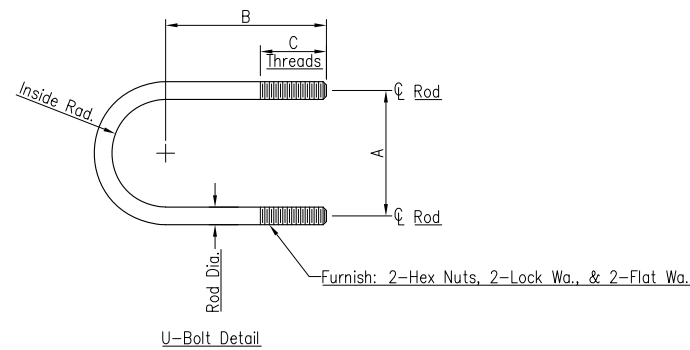 B
C
Threads
℄ Rod
Inside Rad.
A
℄ Rod
Rod Dia.
Furnish: 2-Hex Nuts, 2-Lock Wa., & 2-Flat Wa.
U-Bolt Detail